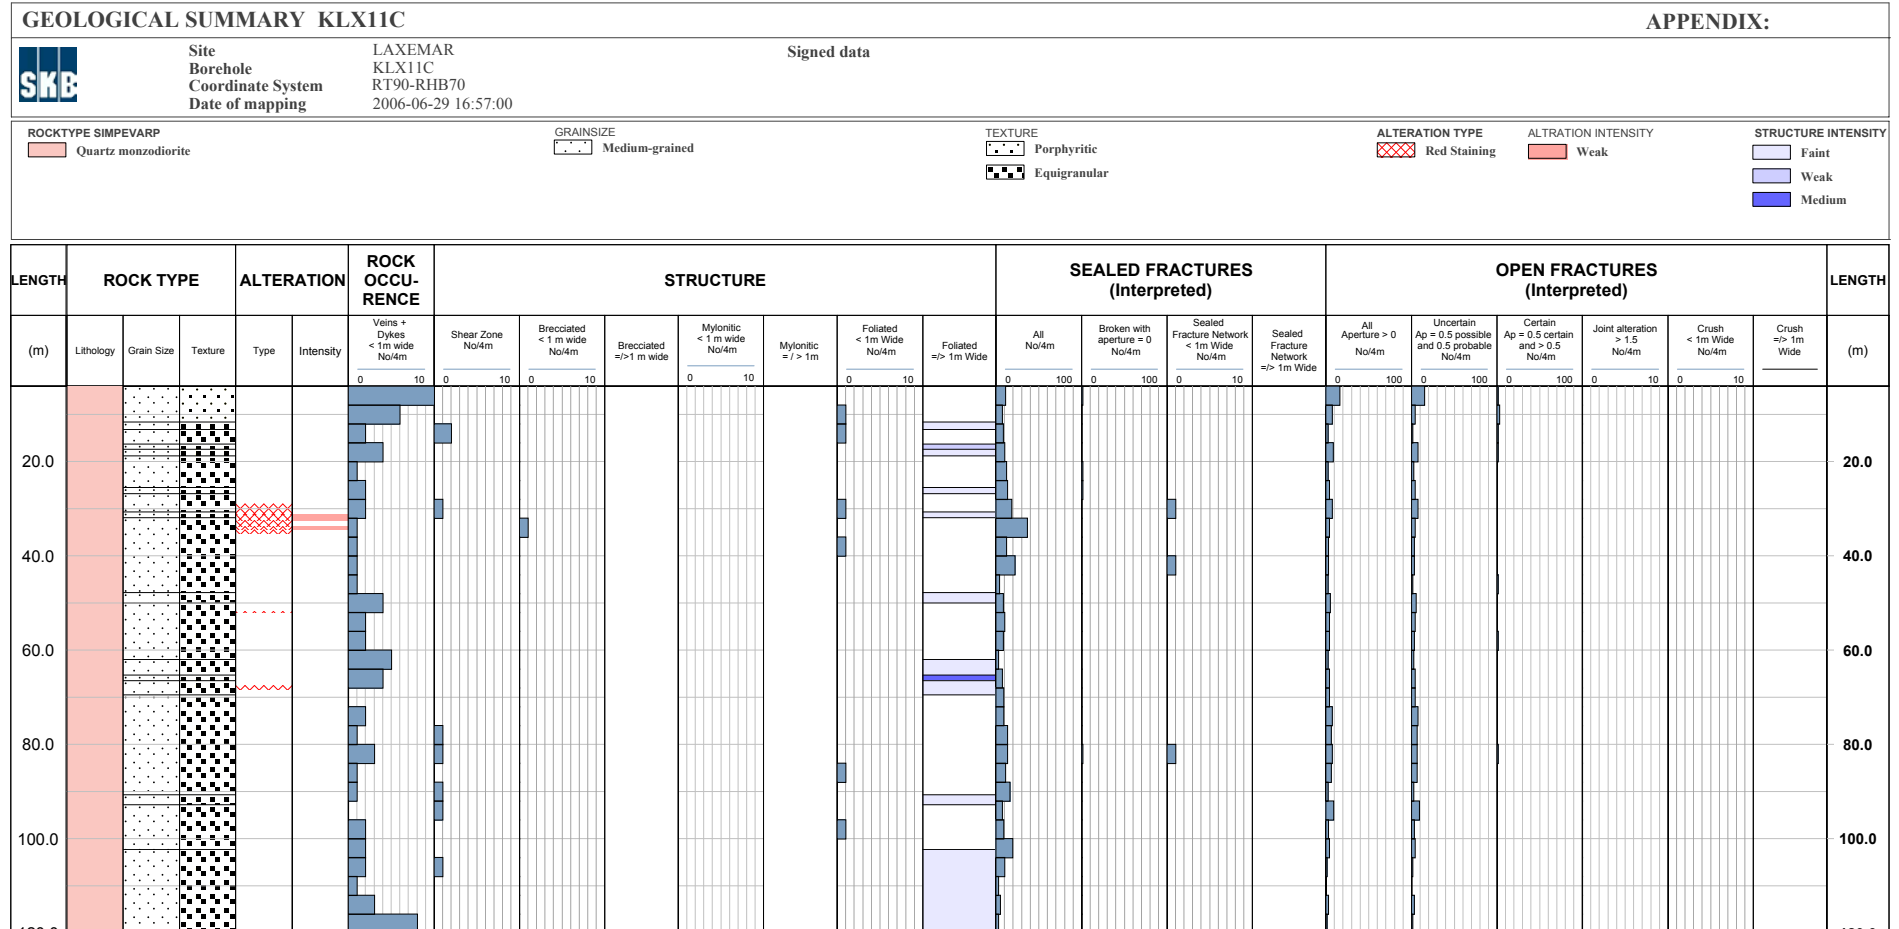 GEOLOGICAL SUMMARY KLX11C
APPENDIX:
SKB
Site LAXEMAR
Borehole KLX11C
Coordinate System RT90-RHB70
Date of mapping 2006-06-29 16:57:00
Signed data
ROCKTYPE SIMPEVARP
Quartz monzodiorite
GRAINSIZE
Medium-grained
TEXTURE
Porphyritic
Equigranular
ALTERATION TYPE
Red Staining
ALTRATION INTENSITY
Weak
STRUCTURE INTENSITY
Faint
Weak
Medium
LENGTH
ROCK TYPE
ALTERATION
ROCK
OCCU-
RENCE
STRUCTURE
SEALED FRACTURES
(Interpreted)
OPEN FRACTURES
(Interpreted)
LENGTH
(m)
Lithology
Grain Size
Texture
Type
Intensity
Veins +
Dykes
< 1m wide
No/4m
0 10
Shear Zone
No/4m
0 10
Brecciated
< 1 m wide
No/4m
0 10
Brecciated
=/>1 m wide
Mylonitic
< 1 m wide
No/4m
0 10
Mylonitic
= / > 1m
Foliated
< 1m Wide
No/4m
0 10
Foliated
=/> 1m Wide
All
No/4m
0 100
Broken with
aperture = 0
No/4m
0 100
Sealed
Fracture Network
< 1m Wide
No/4m
0 10
Sealed
Fracture
Network
=/> 1m Wide
All
Aperture > 0
No/4m
0 100
Uncertain
Ap = 0.5 possible
and 0.5 probable
No/4m
0 100
Certain
Ap = 0.5 certain
and > 0.5
No/4m
0 100
Joint alteration
> 1.5
No/4m
0 10
Crush
< 1m Wide
No/4m
0 10
Crush
=/> 1m
Wide
(m)
20.0 20.0
40.0 40.0
60.0 60.0
80.0 80.0
100.0 100.0